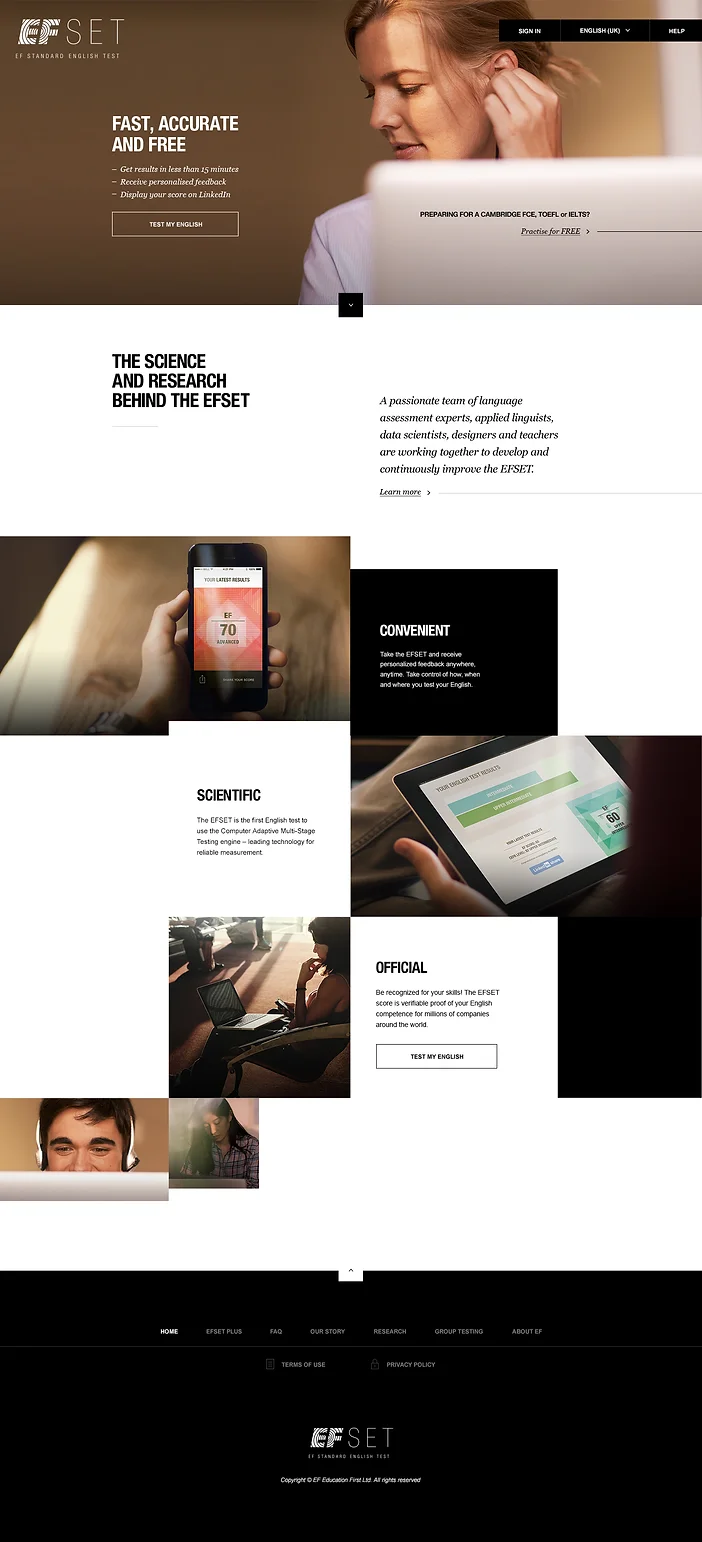 EFSET
EF STANDARD ENGLISH TEST
SIGN IN
ENGLISH (UK)
HELP
FAST, ACCURATE
AND FREE
– Get results in less than 15 minutes
– Receive personalised feedback
– Display your score on LinkedIn
TEST MY ENGLISH
PREPARING FOR A CAMBRIDGE FCE, TOEFL or IELTS?
Practise for FREE
THE SCIENCE
AND RESEARCH
BEHIND THE EFSET
A passionate team of language
assessment experts, applied linguists,
data scientists, designers and teachers
are working together to develop and
continuously improve the EFSET.
Learn more
YOUR LATEST RESULTS
EF
70
ADVANCED
SHARE YOUR SCORE
CONVENIENT
Take the EFSET and receive
personalized feedback anywhere,
anytime. Take control of how, when
and where you test your English.
SCIENTIFIC
The EFSET is the first English test to
use the Computer Adaptive Multi-Stage
Testing engine – leading technology for
reliable measurement.
YOUR ENGLISH TEST RESULTS
INTERMEDIATE
UPPER INTERMEDIATE
EF
60
UPPER
YOUR LATEST TEST RESULTS
OFFICIAL
Be recognized for your skills! The EFSET
score is verifiable proof of your English
competence for millions of companies
around the world.
TEST MY ENGLISH
HOME
EFSET PLUS
FAQ
OUR STORY
RESEARCH
GROUP TESTING
ABOUT EF
TERMS OF USE
PRIVACY POLICY
EFSET
EF STANDARD ENGLISH TEST
Copyright © EF Education First Ltd. All rights reserved